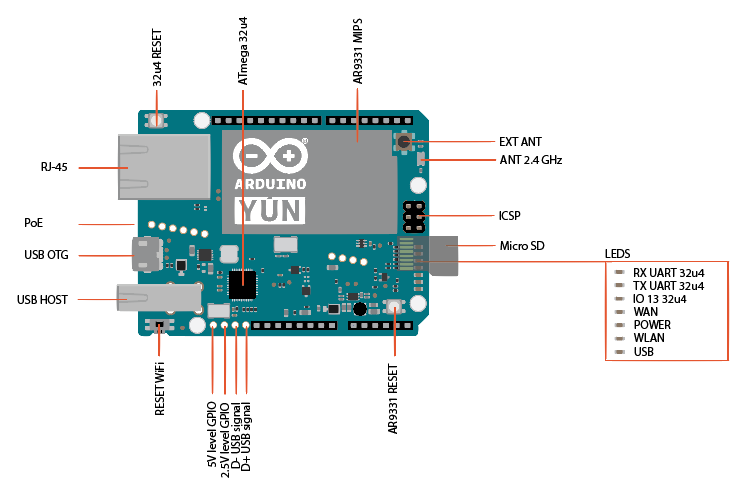 32u4 RESET
ATmega 32u4
AR9331 MIPS
EXT ANT
ANT 2.4 GHz
RJ-45
ARDUINO
YÚN
ICSP
PoE
Micro SD
USB OTG
LEDS
RX UART 32u4
TX UART 32u4
IO 13 32u4
WAN
POWER
WLAN
USB
USB HOST
RESET WiFi
5V level GPIO
2.5V level GPIO
D- USB signal
D+ USB signal
AR9331 RESET